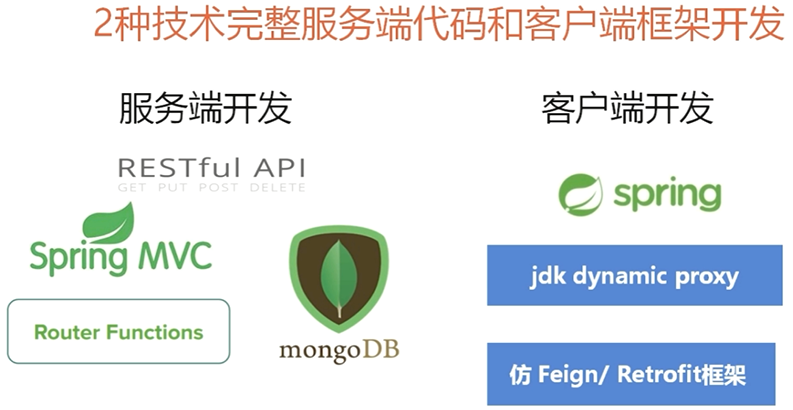 2种技术完整服务端代码和客户端框架开发
服务端开发
RESTful API
GET PUT POST DELETE
Spring MVC
Router Functions
mongoDB
客户端开发
spring
jdk dynamic proxy
仿 Feign/ Retrofit框架